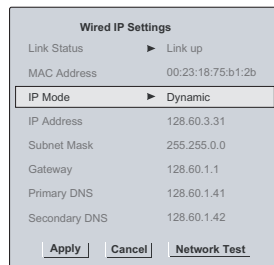 Wired IP Settings
Link Status ► Link up
MAC Address 00:23:18:75:b1:2b
IP Mode ► Dynamic
IP Address 128.60.3.31
Subnet Mask 255.255.0.0
Gateway 128.60.1.1
Primary DNS 128.60.1.41
Secondary DNS 128.60.1.42
Apply Cancel Network Test